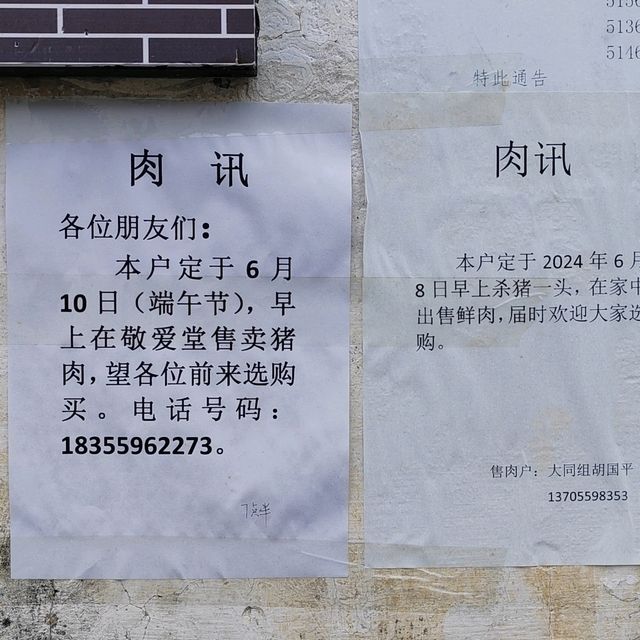 5136
5146
特此通告
肉 讯
各位朋友们：
本户定于 6 月
10 日（端午节），早
上在敬爱堂售卖猪
肉，望各位前来选购
买。电话号码：
18355962273。
肉讯
本户定于 2024 年 6 月
8 日早上杀猪一头，在家中
出售鲜肉，届时欢迎大家选
购。
售肉户：大同组胡国平
13705598353